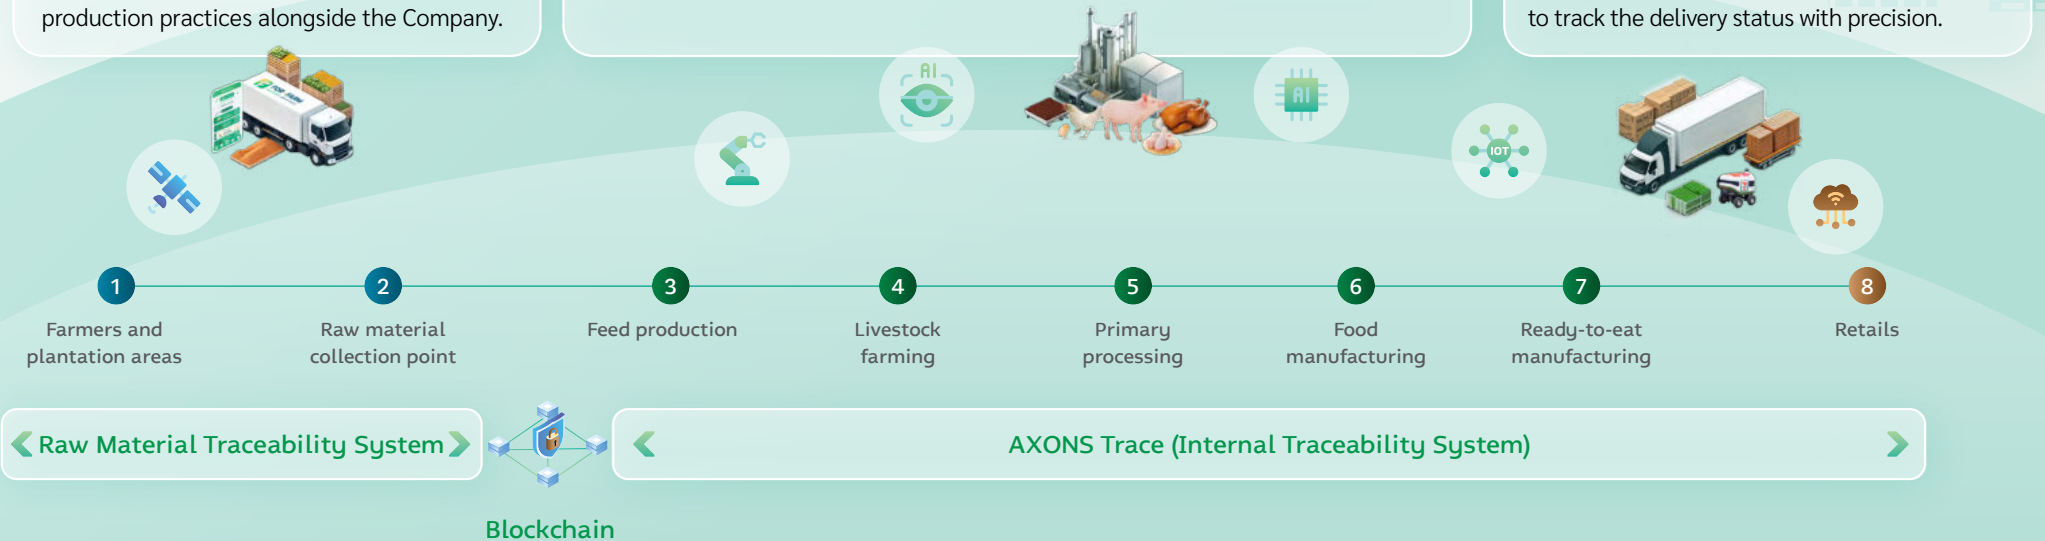 production practices alongside the Company.
to track the delivery status with precision.
AI
AI
IOT
1
2
3
4
5
6
7
8
Farmers and
plantation areas
Raw material
collection point
Feed production
Livestock
farming
Primary
processing
Food
manufacturing
Ready-to-eat
manufacturing
Retails
Raw Material Traceability System
AXONS Trace (Internal Traceability System)
Blockchain